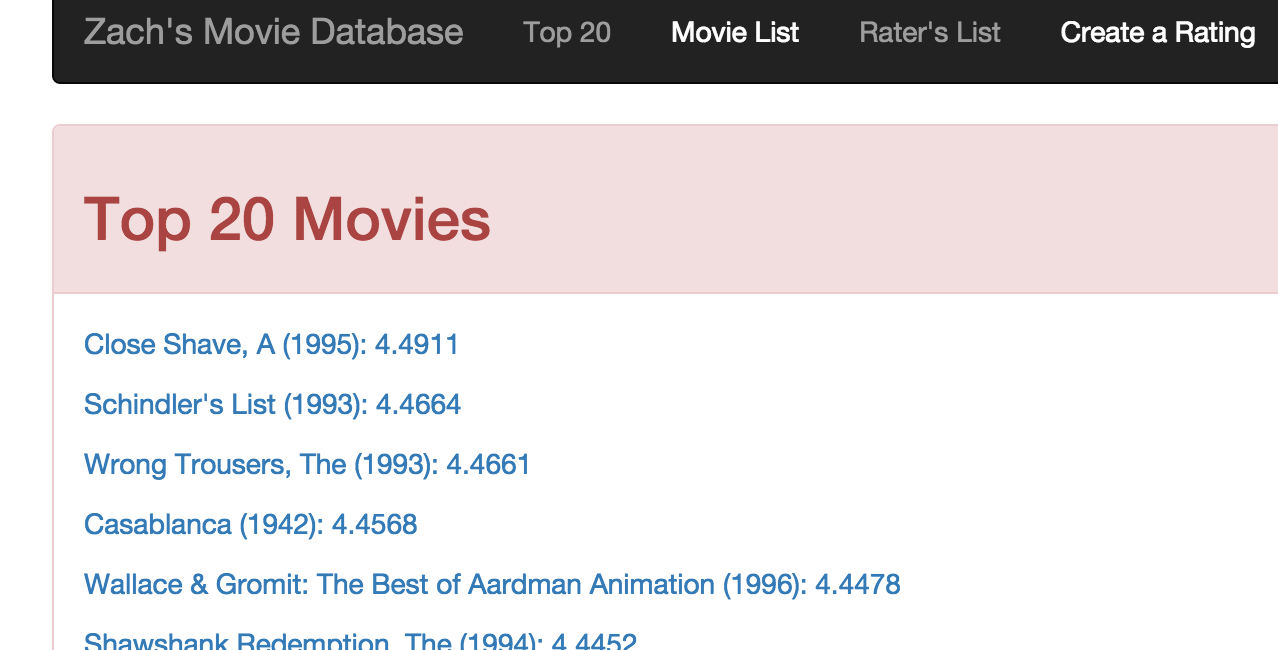 Zach's Movie Database Top 20 Movie List Rater's List Create a Rating
Top 20 Movies
Close Shave, A (1995): 4.4911
Schindler's List (1993): 4.4664
Wrong Trousers, The (1993): 4.4661
Casablanca (1942): 4.4568
Wallace & Gromit: The Best of Aardman Animation (1996): 4.4478
Shawshank Redemption, The (1994): 4.4452